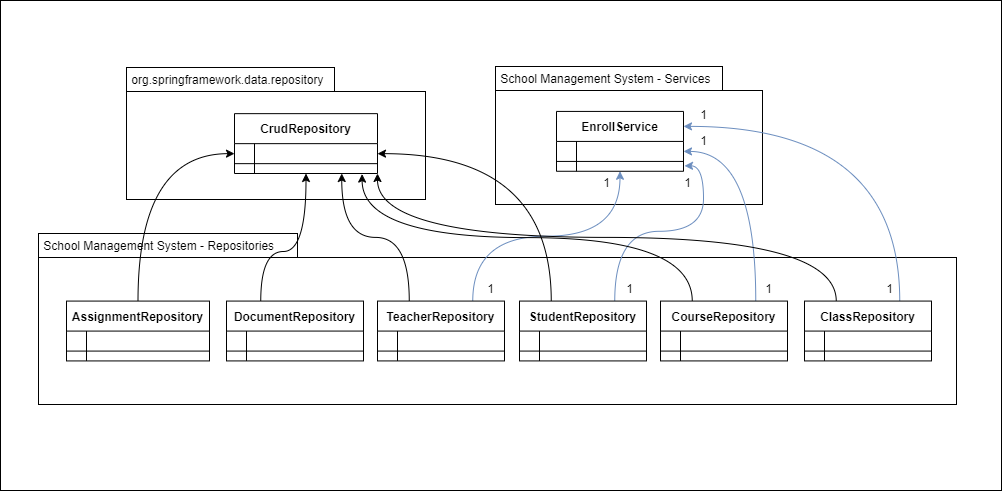 org.springframework.data.repository
School Management System - Services
CrudRepository
EnrollService
1
1
1
1
School Management System - Repositories
1
1
1
1
AssignmentRepository
DocumentRepository
TeacherRepository
StudentRepository
CourseRepository
ClassRepository